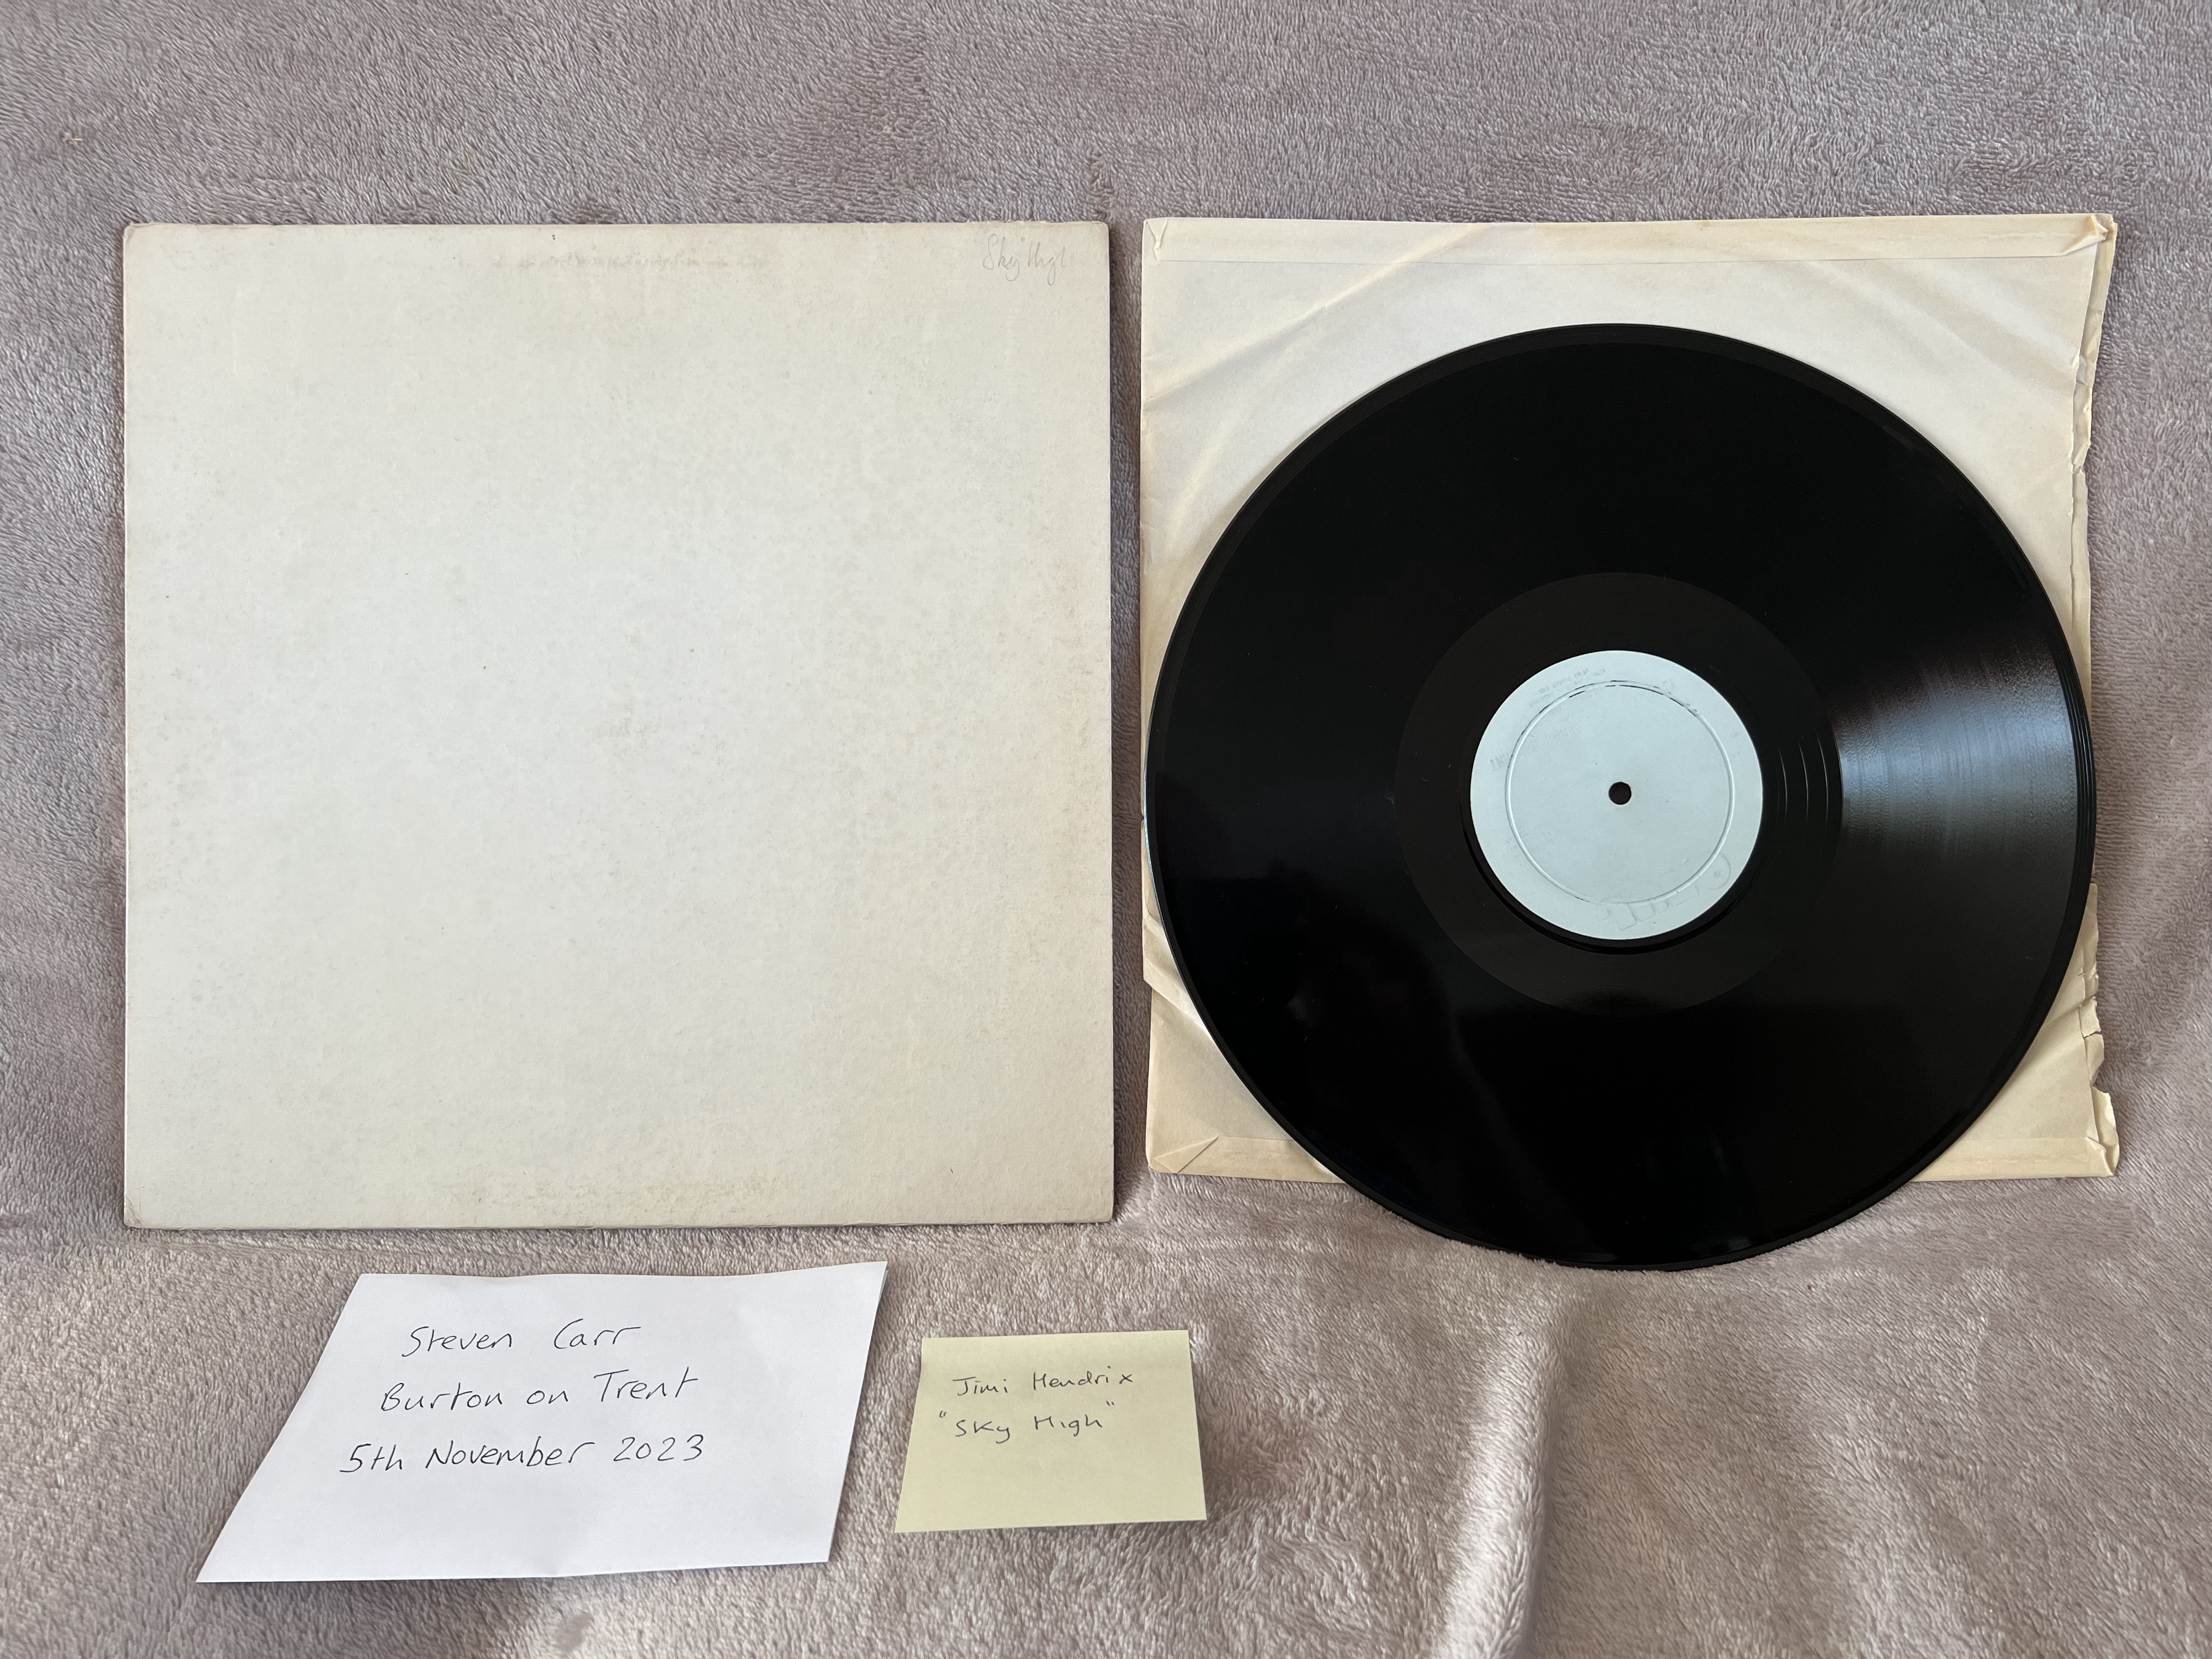 Sky High
Steven Carr
Burton on Trent
5th November 2023
Jimi Hendrix
"Sky High"